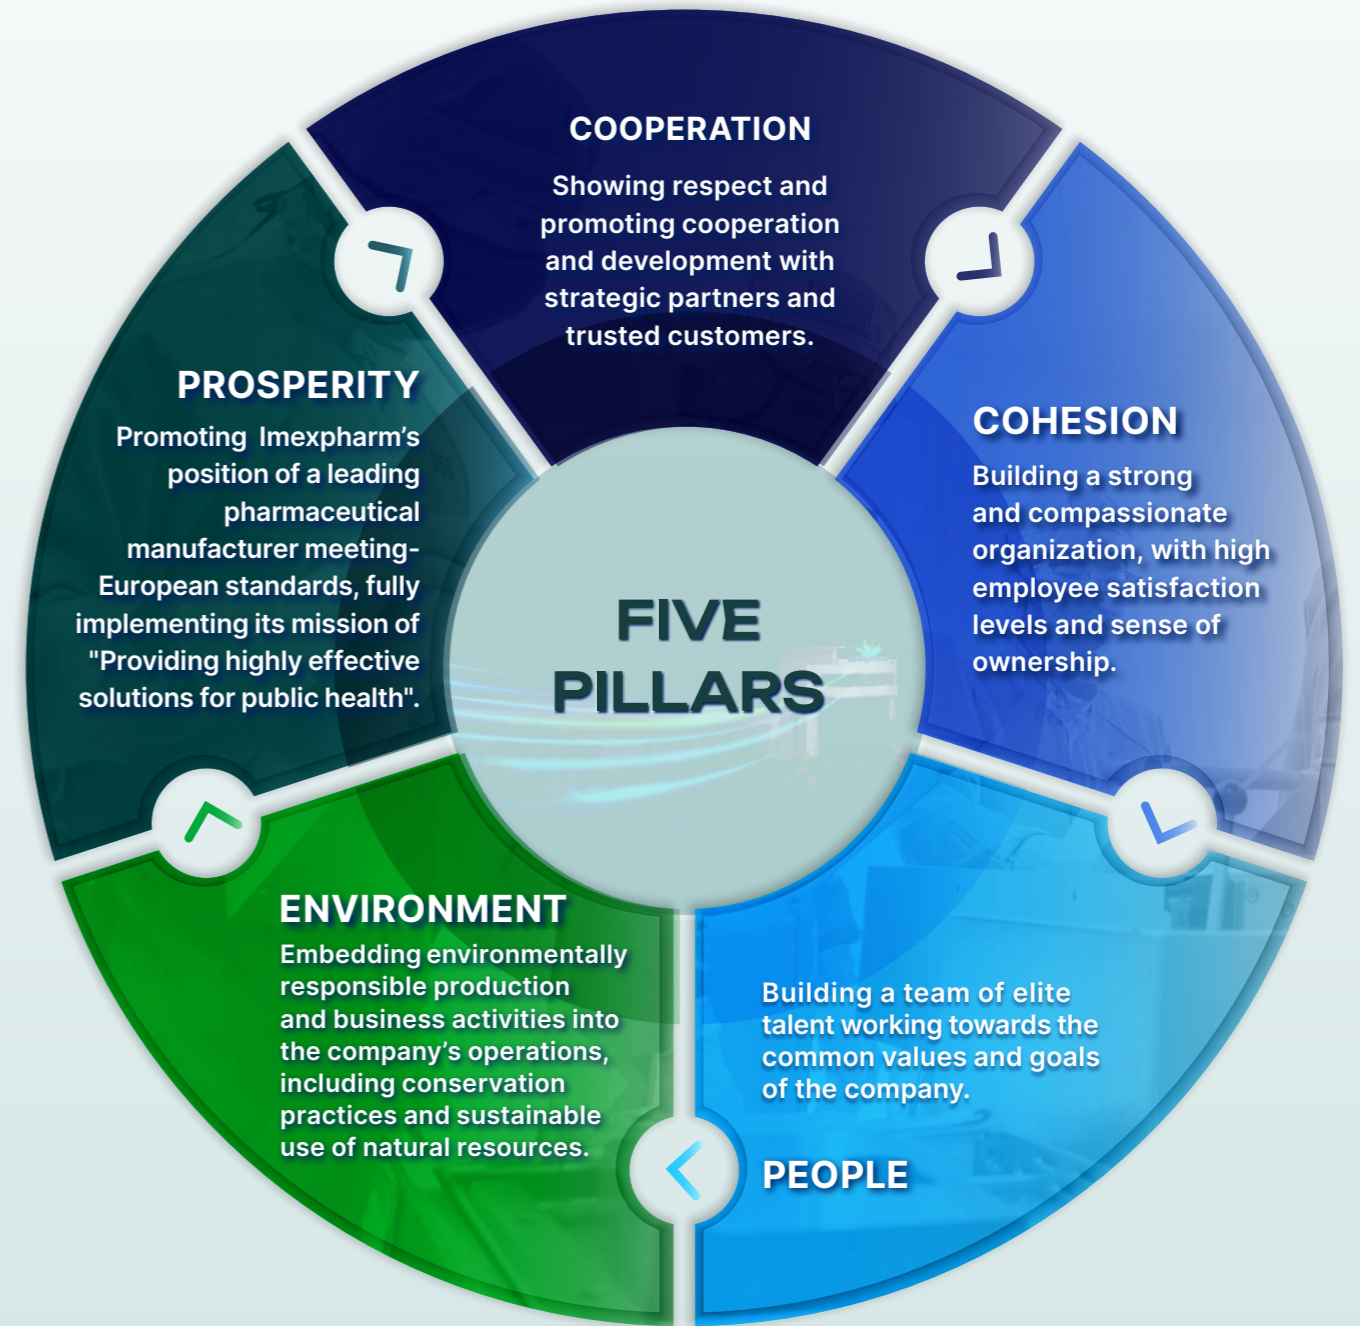 COOPERATION
Showing respect and
promoting cooperation
and development with
strategic partners and
trusted customers.
COHESION
Building a strong
and compassionate
organization, with high
employee satisfaction
levels and sense of
ownership.
Building a team of elite
talent working towards the
common values and goals
of the company.
PEOPLE
ENVIRONMENT
Embedding environmentally
responsible production
and business activities into
the company’s operations,
including conservation
practices and sustainable
use of natural resources.
PROSPERITY
Promoting Imexpharm’s
position of a leading
pharmaceutical
manufacturer meeting-
European standards, fully
implementing its mission of
"Providing highly effective
solutions for public health".
FIVE
PILLARS